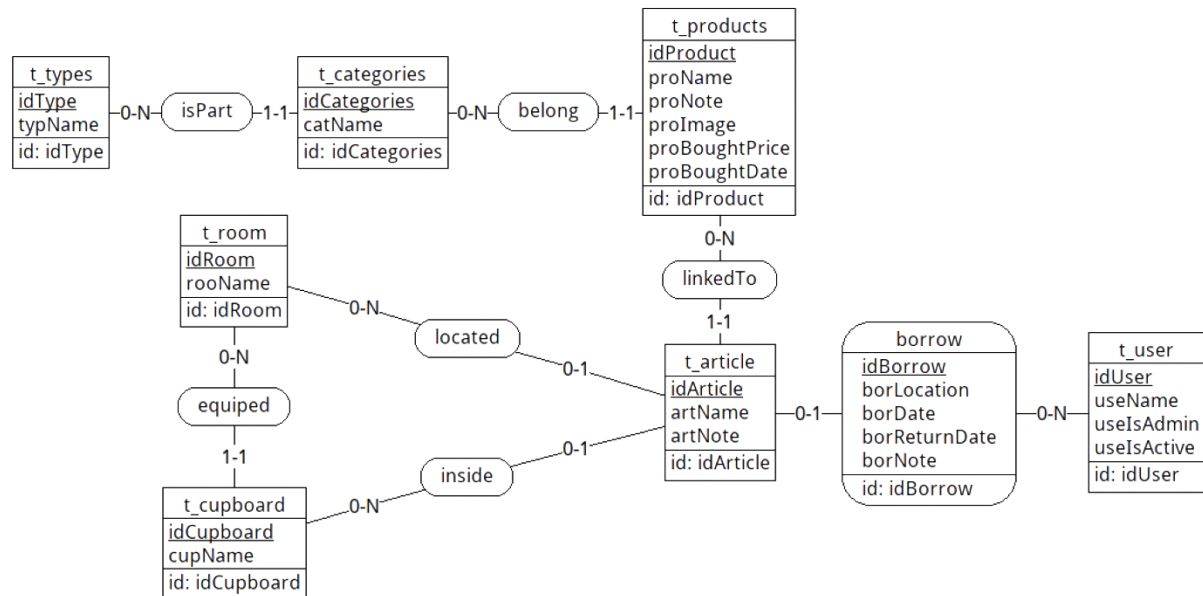 t_types
idType
typName
id: idType
0-N
isPart
1-1
t_categories
idCategories
catName
id: idCategories
0-N
belong
1-1
t_products
idProduct
proName
proNote
proImage
proBoughtPrice
proBoughtDate
id: idProduct
0-N
linkedTo
1-1
t_room
idRoom
rooName
id: idRoom
0-N
located
0-1
0-N
equiped
1-1
t_cupboard
idCupboard
cupName
id: idCupboard
0-N
inside
0-1
t_article
idArticle
artName
artNote
id: idArticle
0-1
borrow
idBorrow
borLocation
borDate
borReturnDate
borNote
id: idBorrow
0-N
t_user
idUser
useName
useIsAdmin
useIsActive
id: idUser